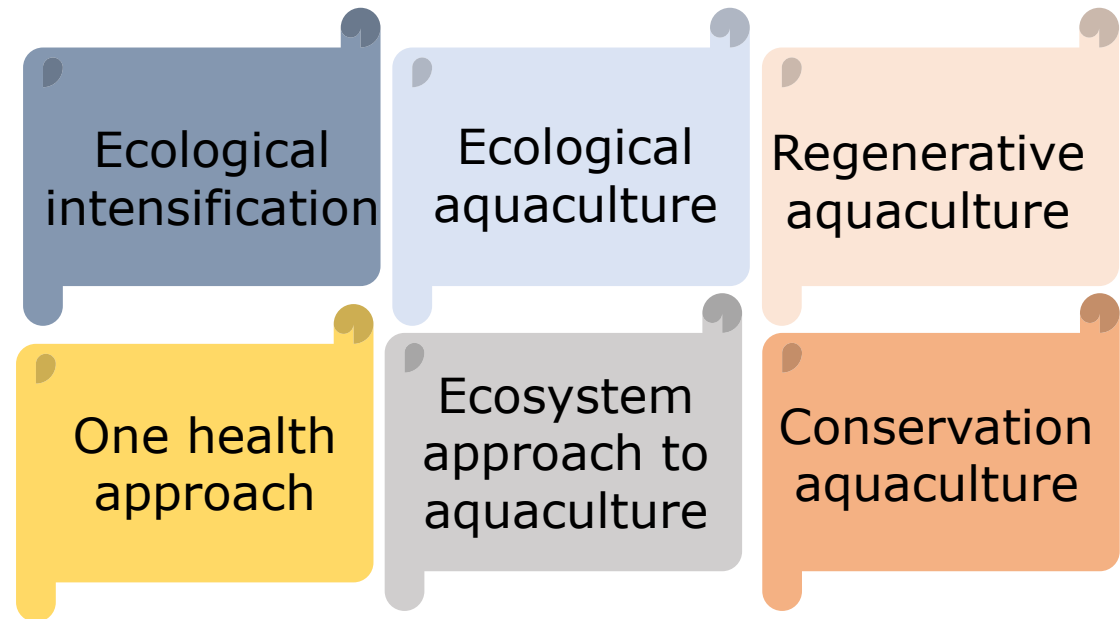 Ecological
intensification
Ecological
aquaculture
Regenerative
aquaculture
One health
approach
Ecosystem
approach to
aquaculture
Conservation
aquaculture